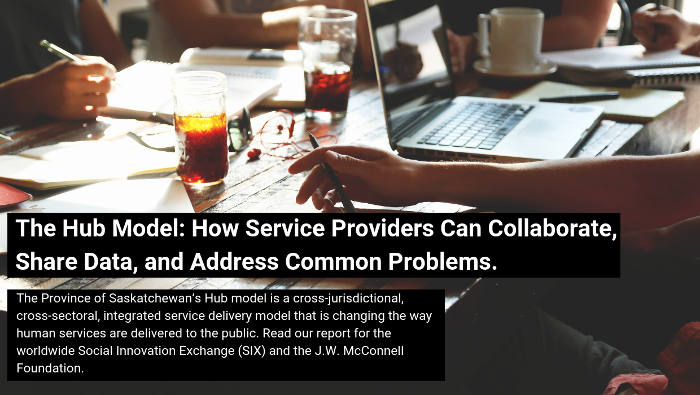 The Hub Model: How Service Providers Can Collaborate,
Share Data, and Address Common Problems.
The Province of Saskatchewan's Hub model is a cross-jurisdictional,
cross-sectoral, integrated service delivery model that is changing the way
human services are delivered to the public. Read our report for the
worldwide Social Innovation Exchange (SIX) and the J.W. McConnell
Foundation.